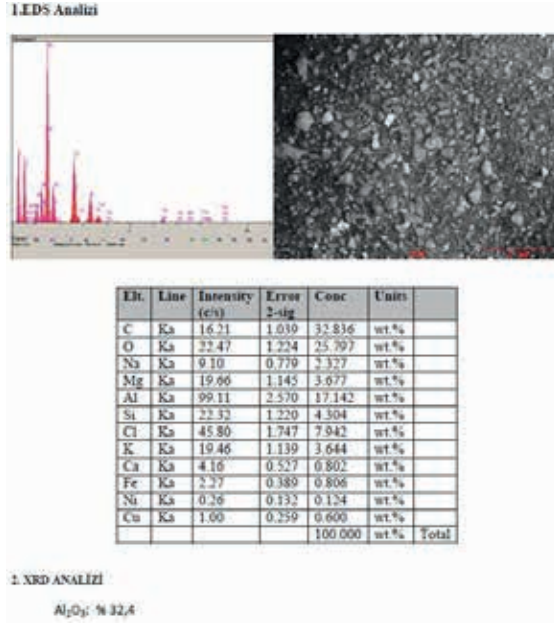 1.EDS Analizi
Elt. Line Intensity (c/s) Error 2-sig Conc Units
C Ka 16.21 1.039 32.836 wt.%
O Ka 22.47 1.224 25.797 wt.%
Na Ka 9.10 0.779 2.327 wt.%
Mg Ka 19.66 1.145 3.677 wt.%
Al Ka 99.11 2.570 17.142 wt.%
Si Ka 22.32 1.220 4.304 wt.%
Cl Ka 45.80 1.747 7.942 wt.%
K Ka 19.46 1.139 3.644 wt.%
Ca Ka 4.16 0.527 0.802 wt.%
Fe Ka 2.27 0.389 0.806 wt.%
Ni Ka 0.26 0.132 0.124 wt.%
Cu Ka 1.00 0.259 0.600 wt.%
100.000 wt.% Total
2. XRD ANALİZİ
Al₂O₃: % 32,4